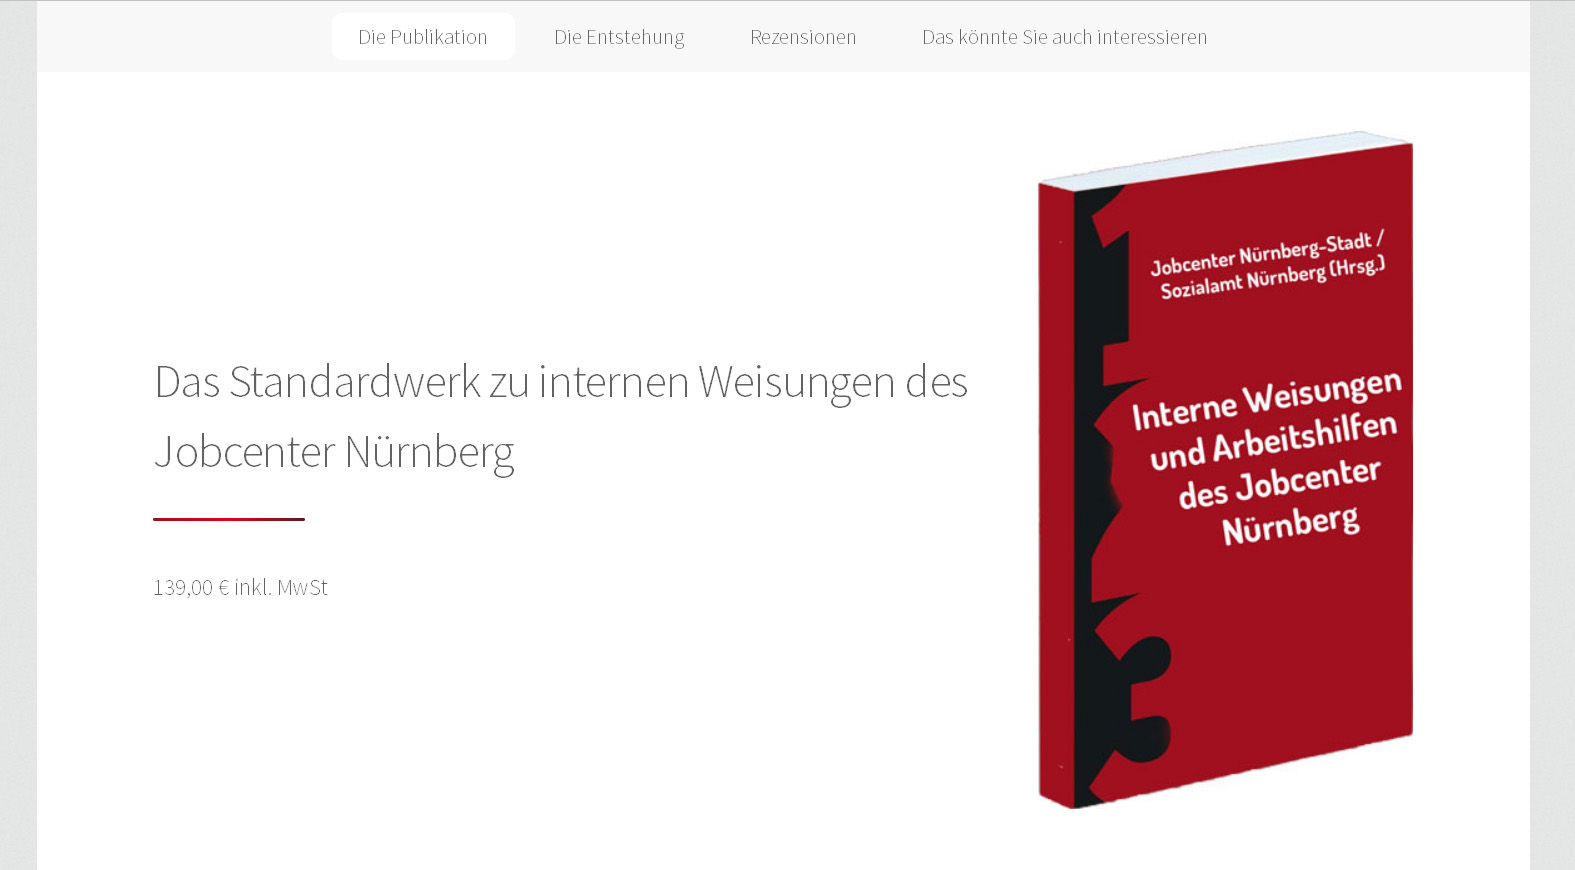 Die Publikation
Die Entstehung
Rezensionen
Das könnte Sie auch interessieren
Das Standardwerk zu internen Weisungen des
Jobcenter Nürnberg
139,00 € inkl. MwSt
Jobcenter Nürnberg-Stadt /
Sozialamt Nürnberg (Hrsg.)
Interne Weisungen
und Arbeitshilfen
des Jobcenter
Nürnberg